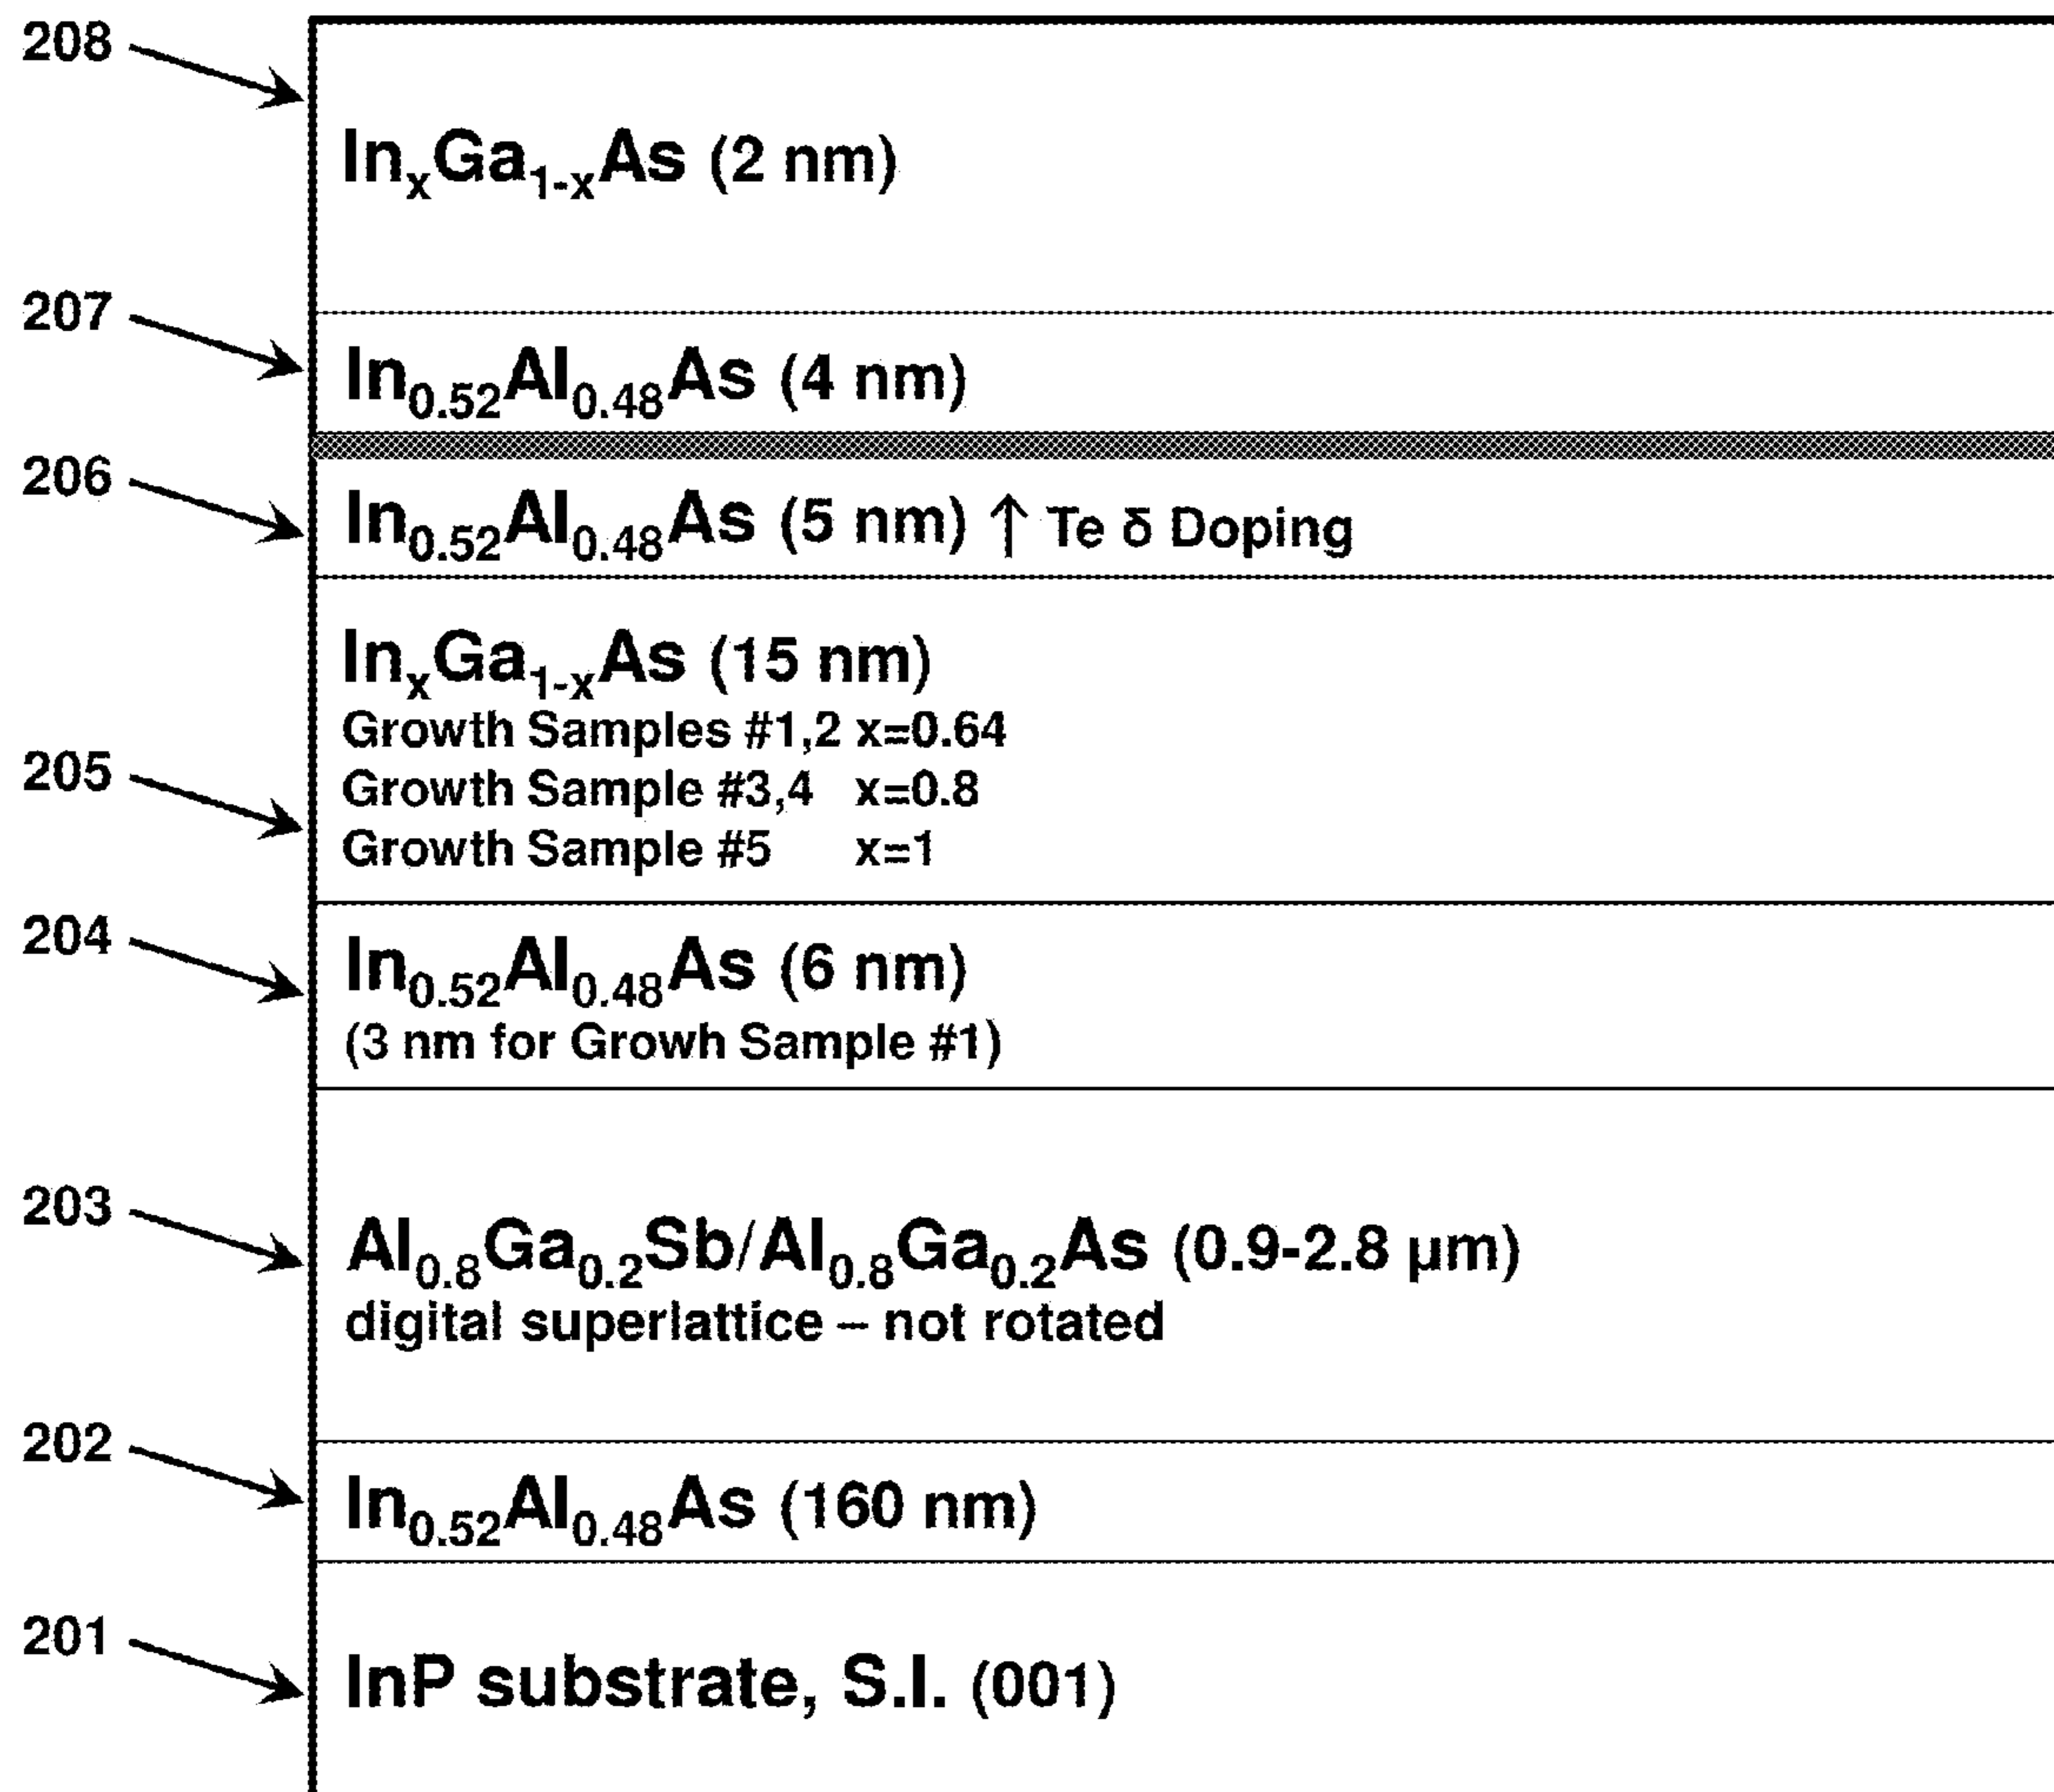 208
InₓGa₁₋ₓAs (2 nm)
207
In₀.₅₂Al₀.₄₈As (4 nm)
206
In₀.₅₂Al₀.₄₈As (5 nm) ↑ Te δ Doping
InₓGa₁₋ₓAs (15 nm)
Growth Samples #1,2 x=0.64
205
Growth Sample #3,4 x=0.8
Growth Sample #5 x=1
204
In₀.₅₂Al₀.₄₈As (6 nm)
(3 nm for Growh Sample #1)
203
Al₀.₈Ga₀.₂Sb/Al₀.₈Ga₀.₂As (0.9-2.8 μm)
digital superlattice – not rotated
202
In₀.₅₂Al₀.₄₈As (160 nm)
201
InP substrate, S.I. (001)